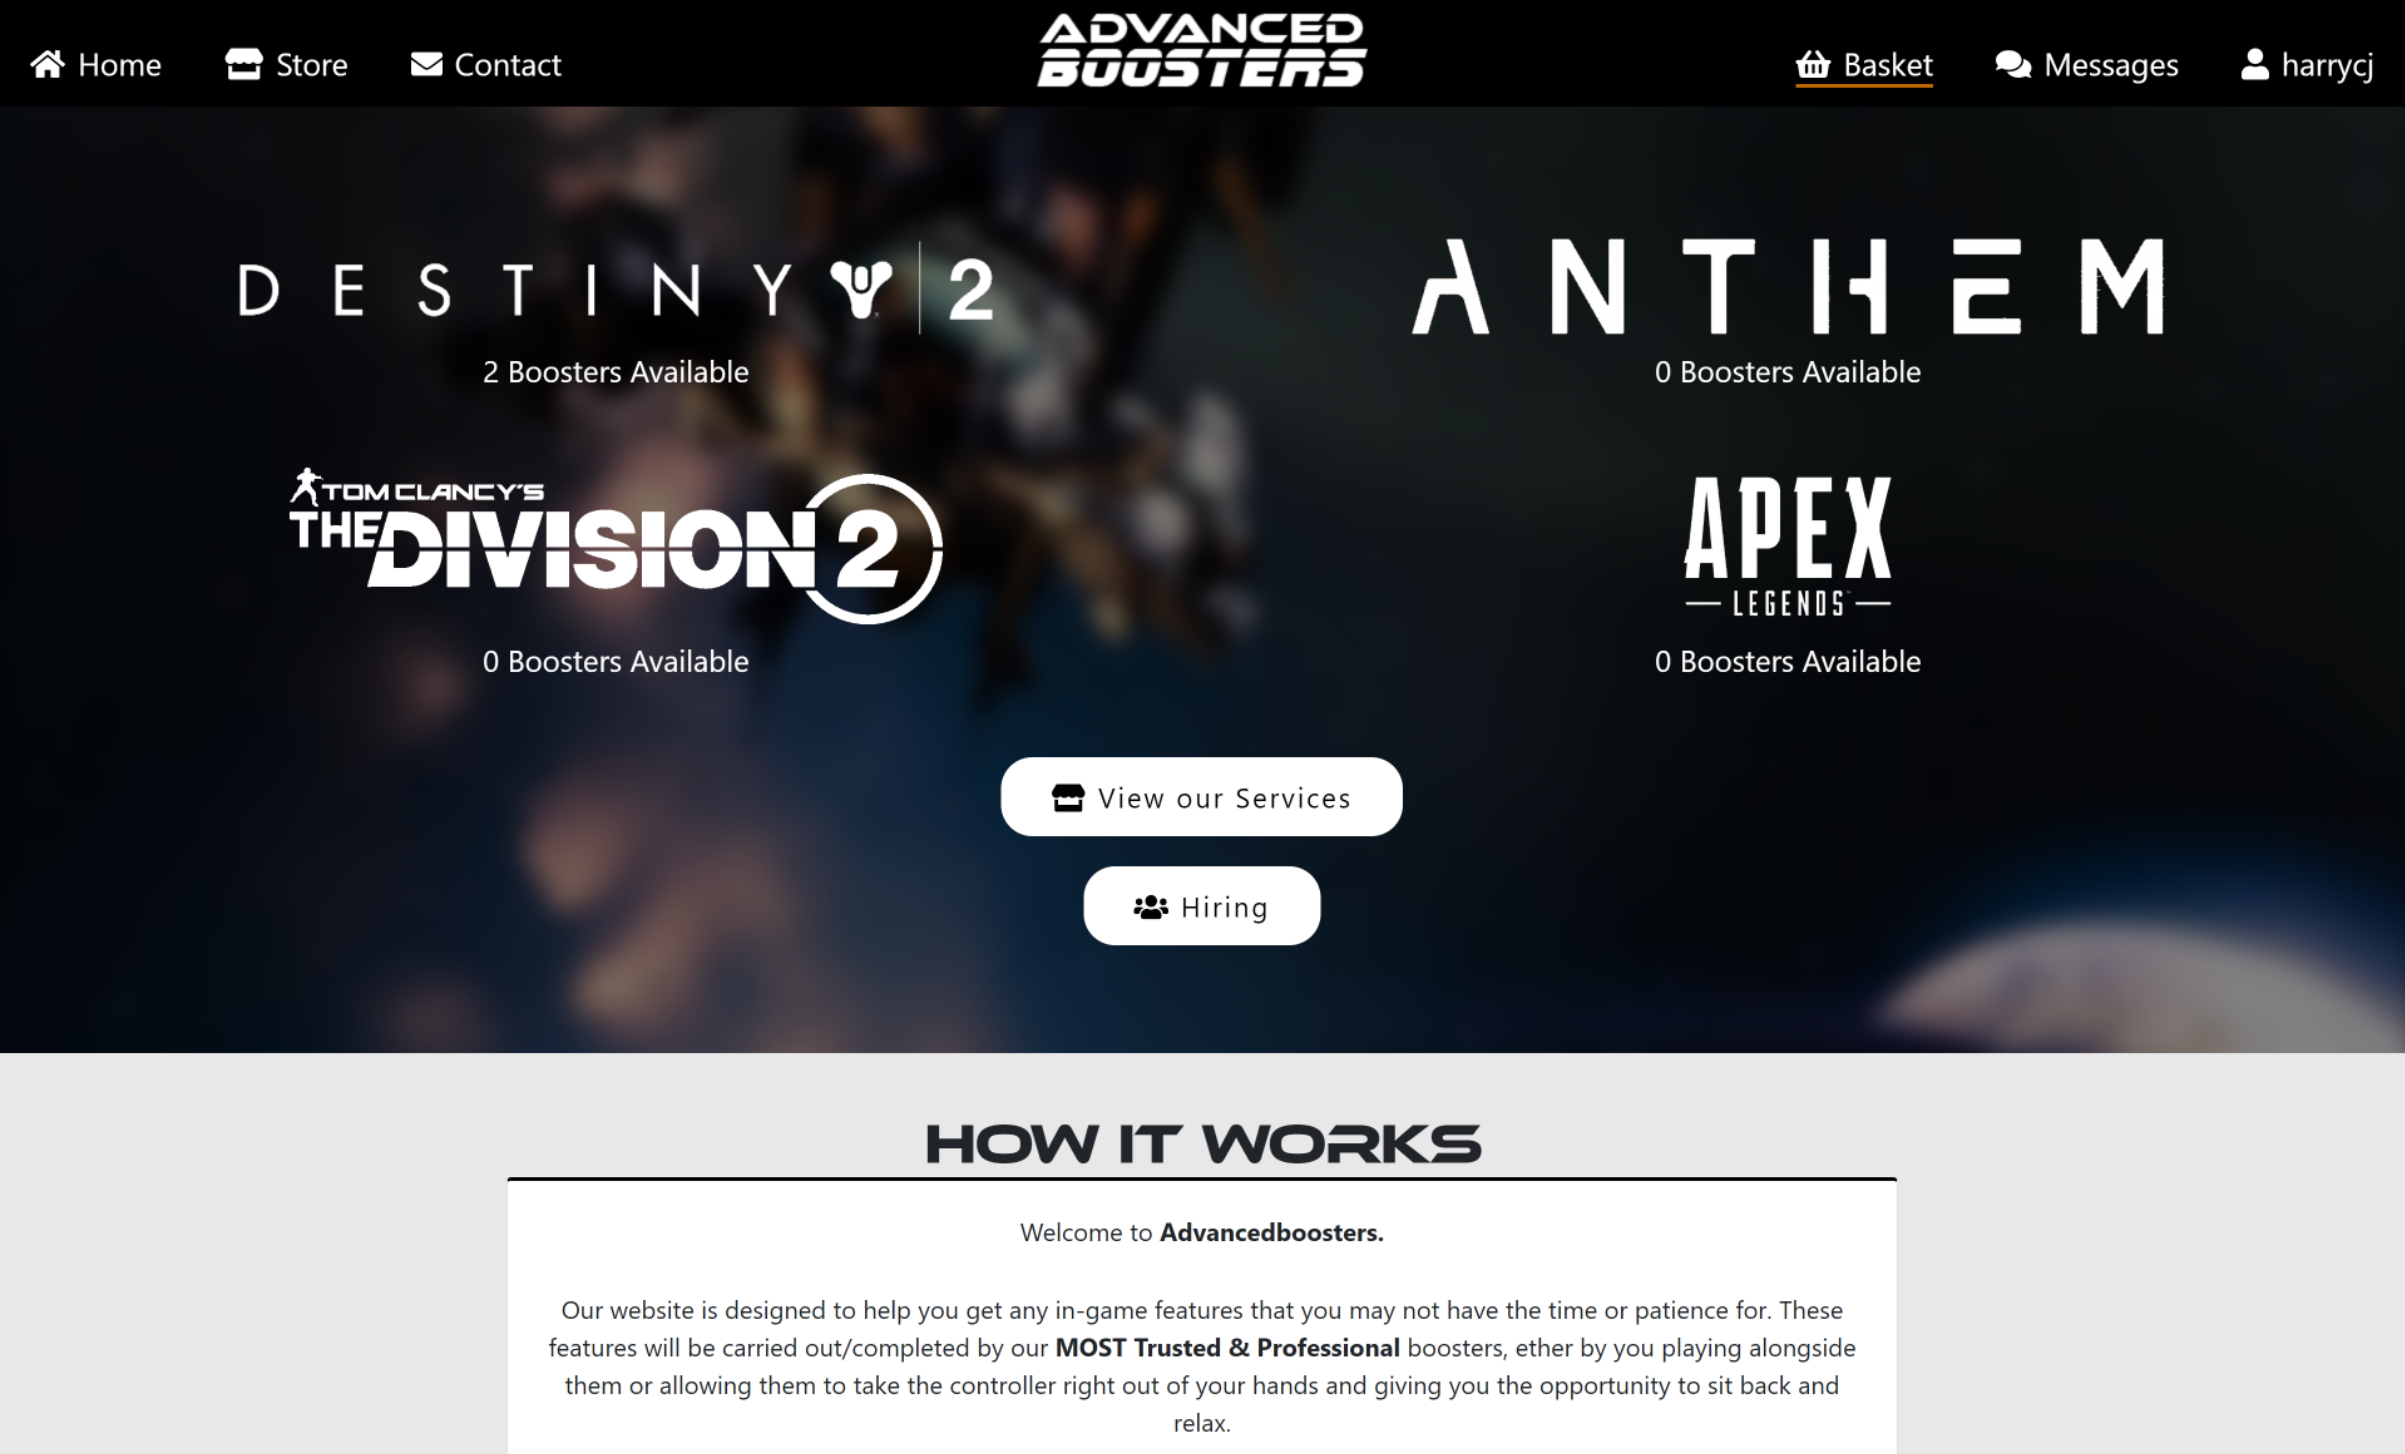 Home
Store
Contact
ADVANCED
BOOSTERS
Basket
Messages
harrycj
DESTINY 2
2 Boosters Available
ANTHEM
0 Boosters Available
TOM CLANCY'S
THE DIVISION 2
0 Boosters Available
APEX
LEGENDS
0 Boosters Available
View our Services
Hiring
HOW IT WORKS
Welcome to Advancedboosters.
Our website is designed to help you get any in-game features that you may not have the time or patience for. These
features will be carried out/completed by our MOST Trusted & Professional boosters, ether by you playing alongside
them or allowing them to take the controller right out of your hands and giving you the opportunity to sit back and
relax.